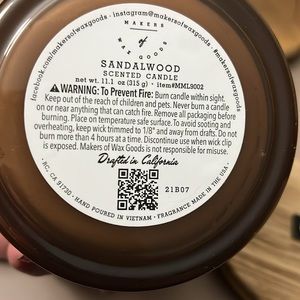 facebook.com/makersofwaxgoods • instagram@makersofwaxgoods • makersofwaxgoods.com
MAKERS
of
WAX GOODS
SANDALWOOD
SCENTED CANDLE
net wt. 11.1 oz (315 g) • item#MML9002
⚠WARNING: To Prevent Fire: Burn candle within sight.
Keep out of the reach of children and pets. Never burn a candle
on or near anything that can catch fire. Remove all packaging before
burning. Place on temperature safe surface. To avoid scorching and
overheating, keep wick trimmed to 1/8" and away from drafts. Do not
burn more than 4 hours at a time. Discontinue use when wick clip
is exposed. Makers of Wax Goods is not responsible for misuse.
Drafted in California
21B07
RC, CA 91730 • HAND POURED IN VIETNAM • FRAGRANCE MADE IN THE USA